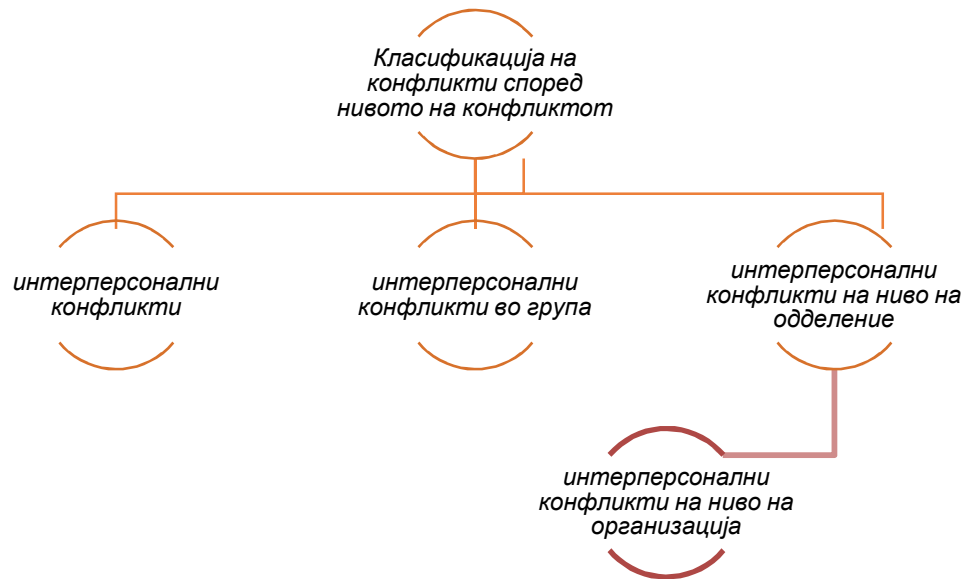 Класификација на
конфликти според
нивото на конфликтот
интерперсонални
конфликти
интерперсонални
конфликти во група
интерперсонални
конфликти на ниво на
одделение
интерперсонални
конфликти на ниво на
организација